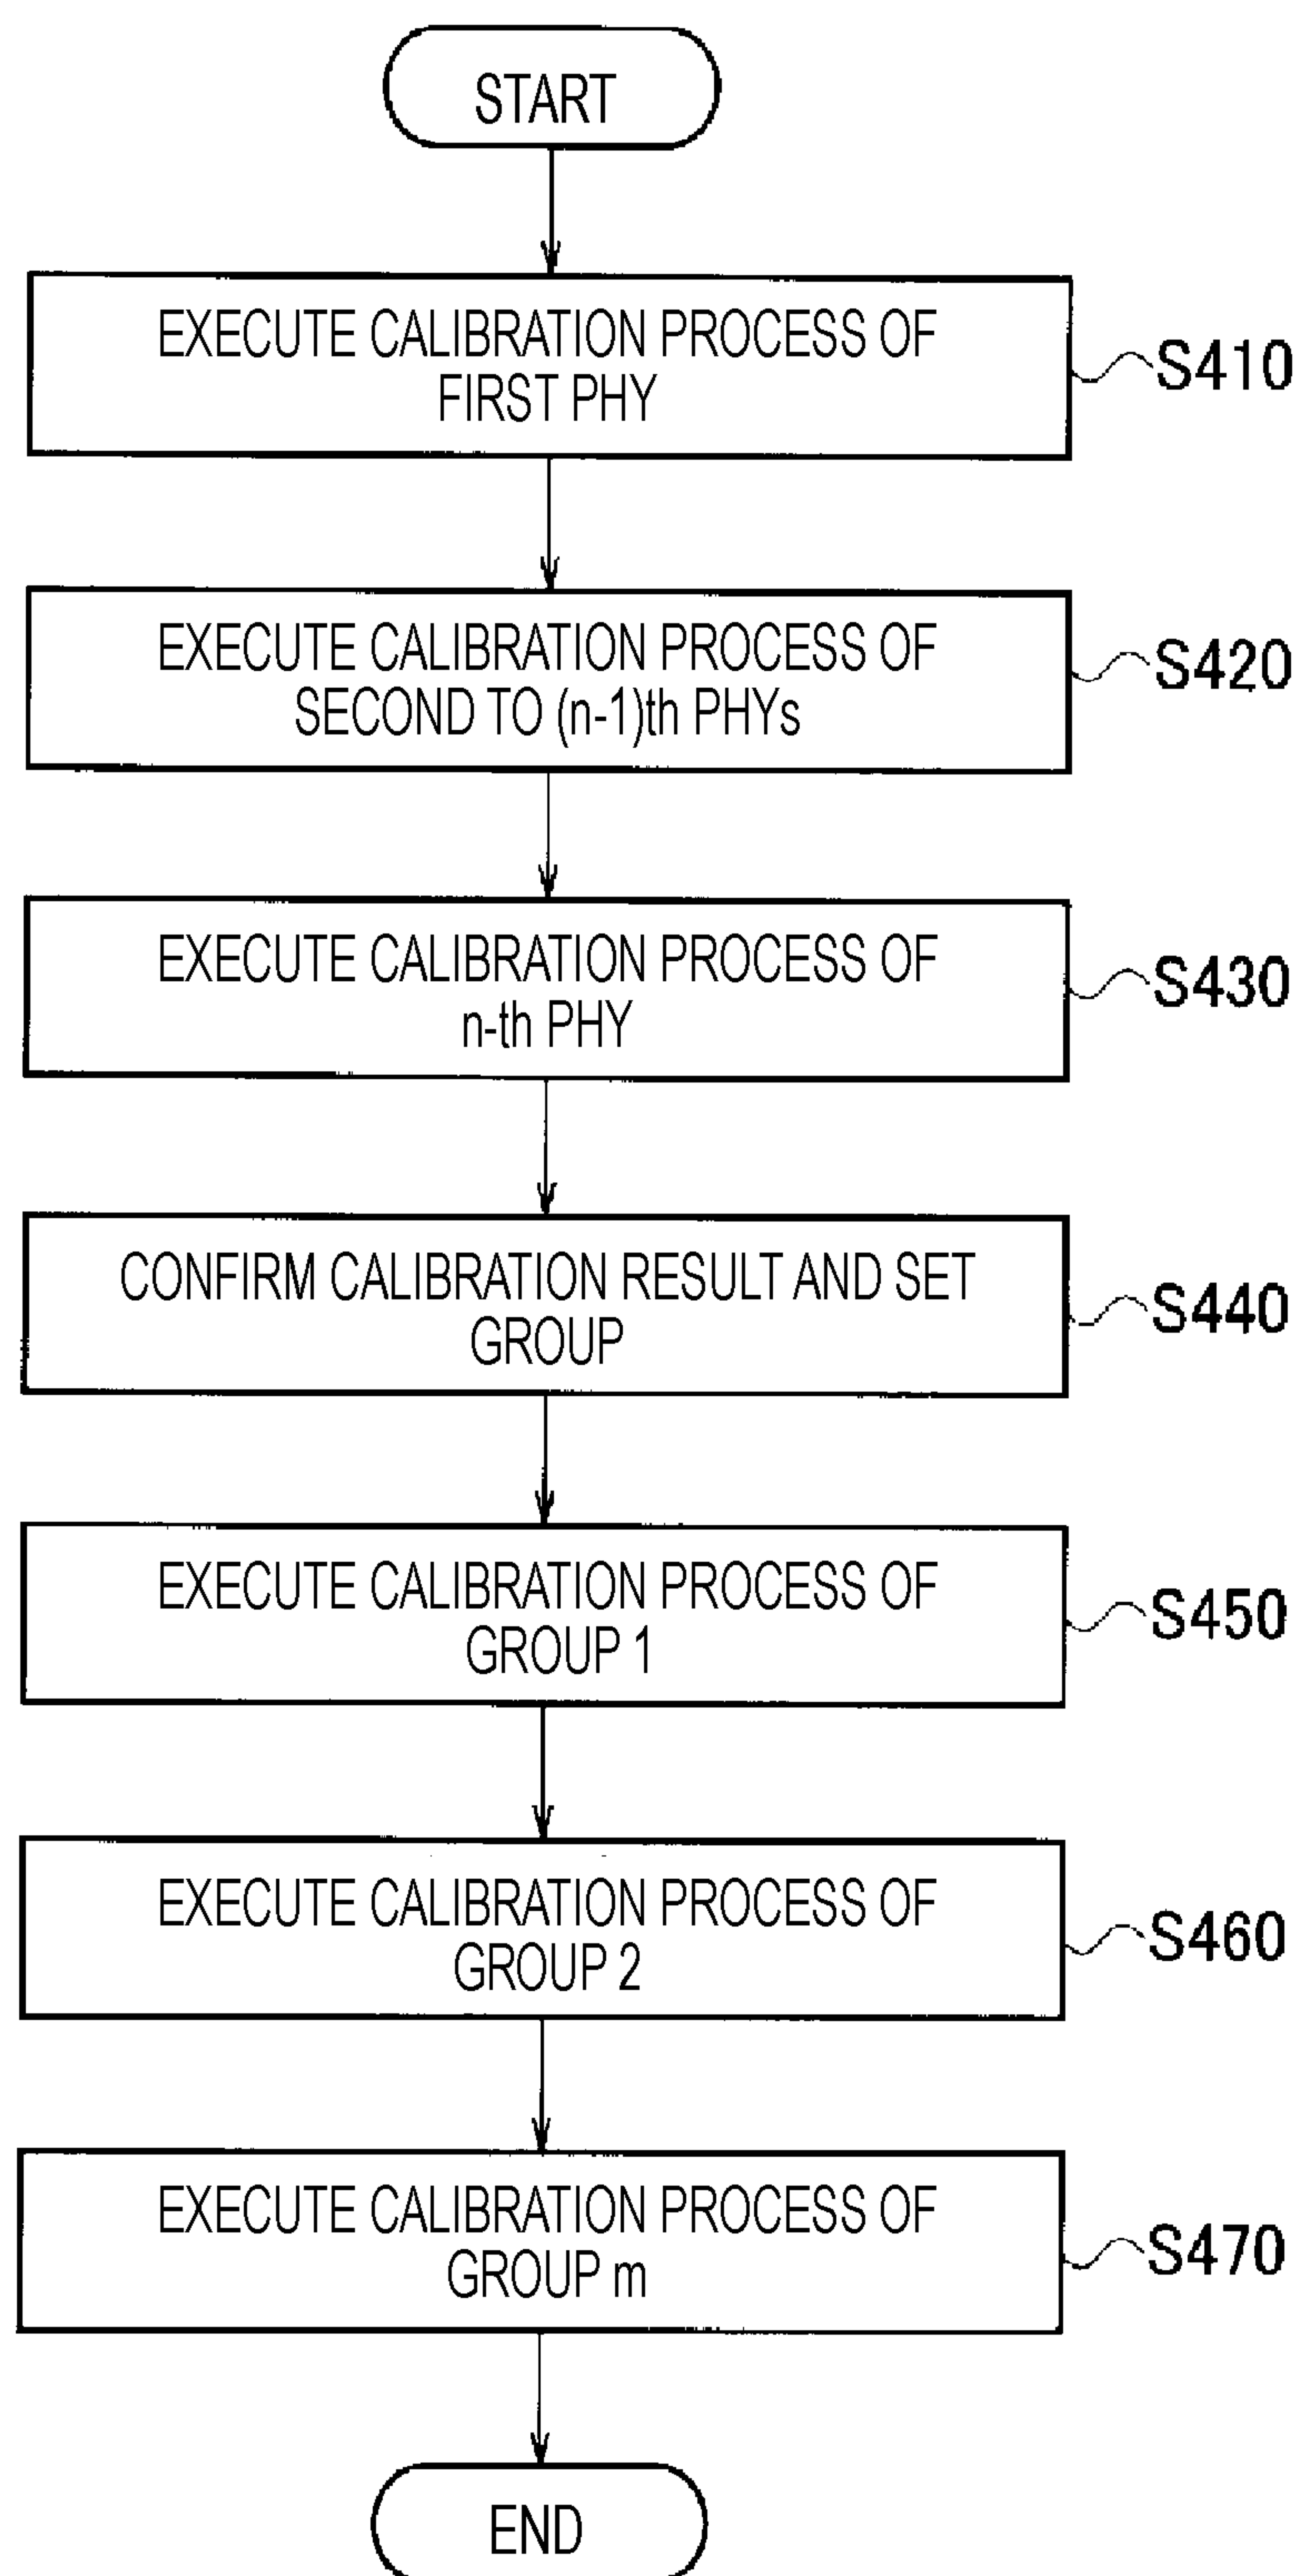 START
EXECUTE CALIBRATION PROCESS OF
FIRST PHY
S410
EXECUTE CALIBRATION PROCESS OF
SECOND TO (n-1)th PHYs
S420
EXECUTE CALIBRATION PROCESS OF
n-th PHY
S430
CONFIRM CALIBRATION RESULT AND SET
GROUP
S440
EXECUTE CALIBRATION PROCESS OF
GROUP 1
S450
EXECUTE CALIBRATION PROCESS OF
GROUP 2
S460
EXECUTE CALIBRATION PROCESS OF
GROUP m
S470
END